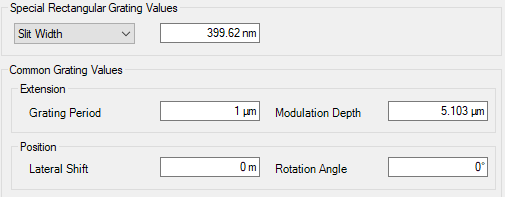 Special Rectangular Grating Values
Slit Width 399.62 nm
Common Grating Values
Extension
Grating Period 1 µm Modulation Depth 5.103 µm
Position
Lateral Shift 0 m Rotation Angle 0°